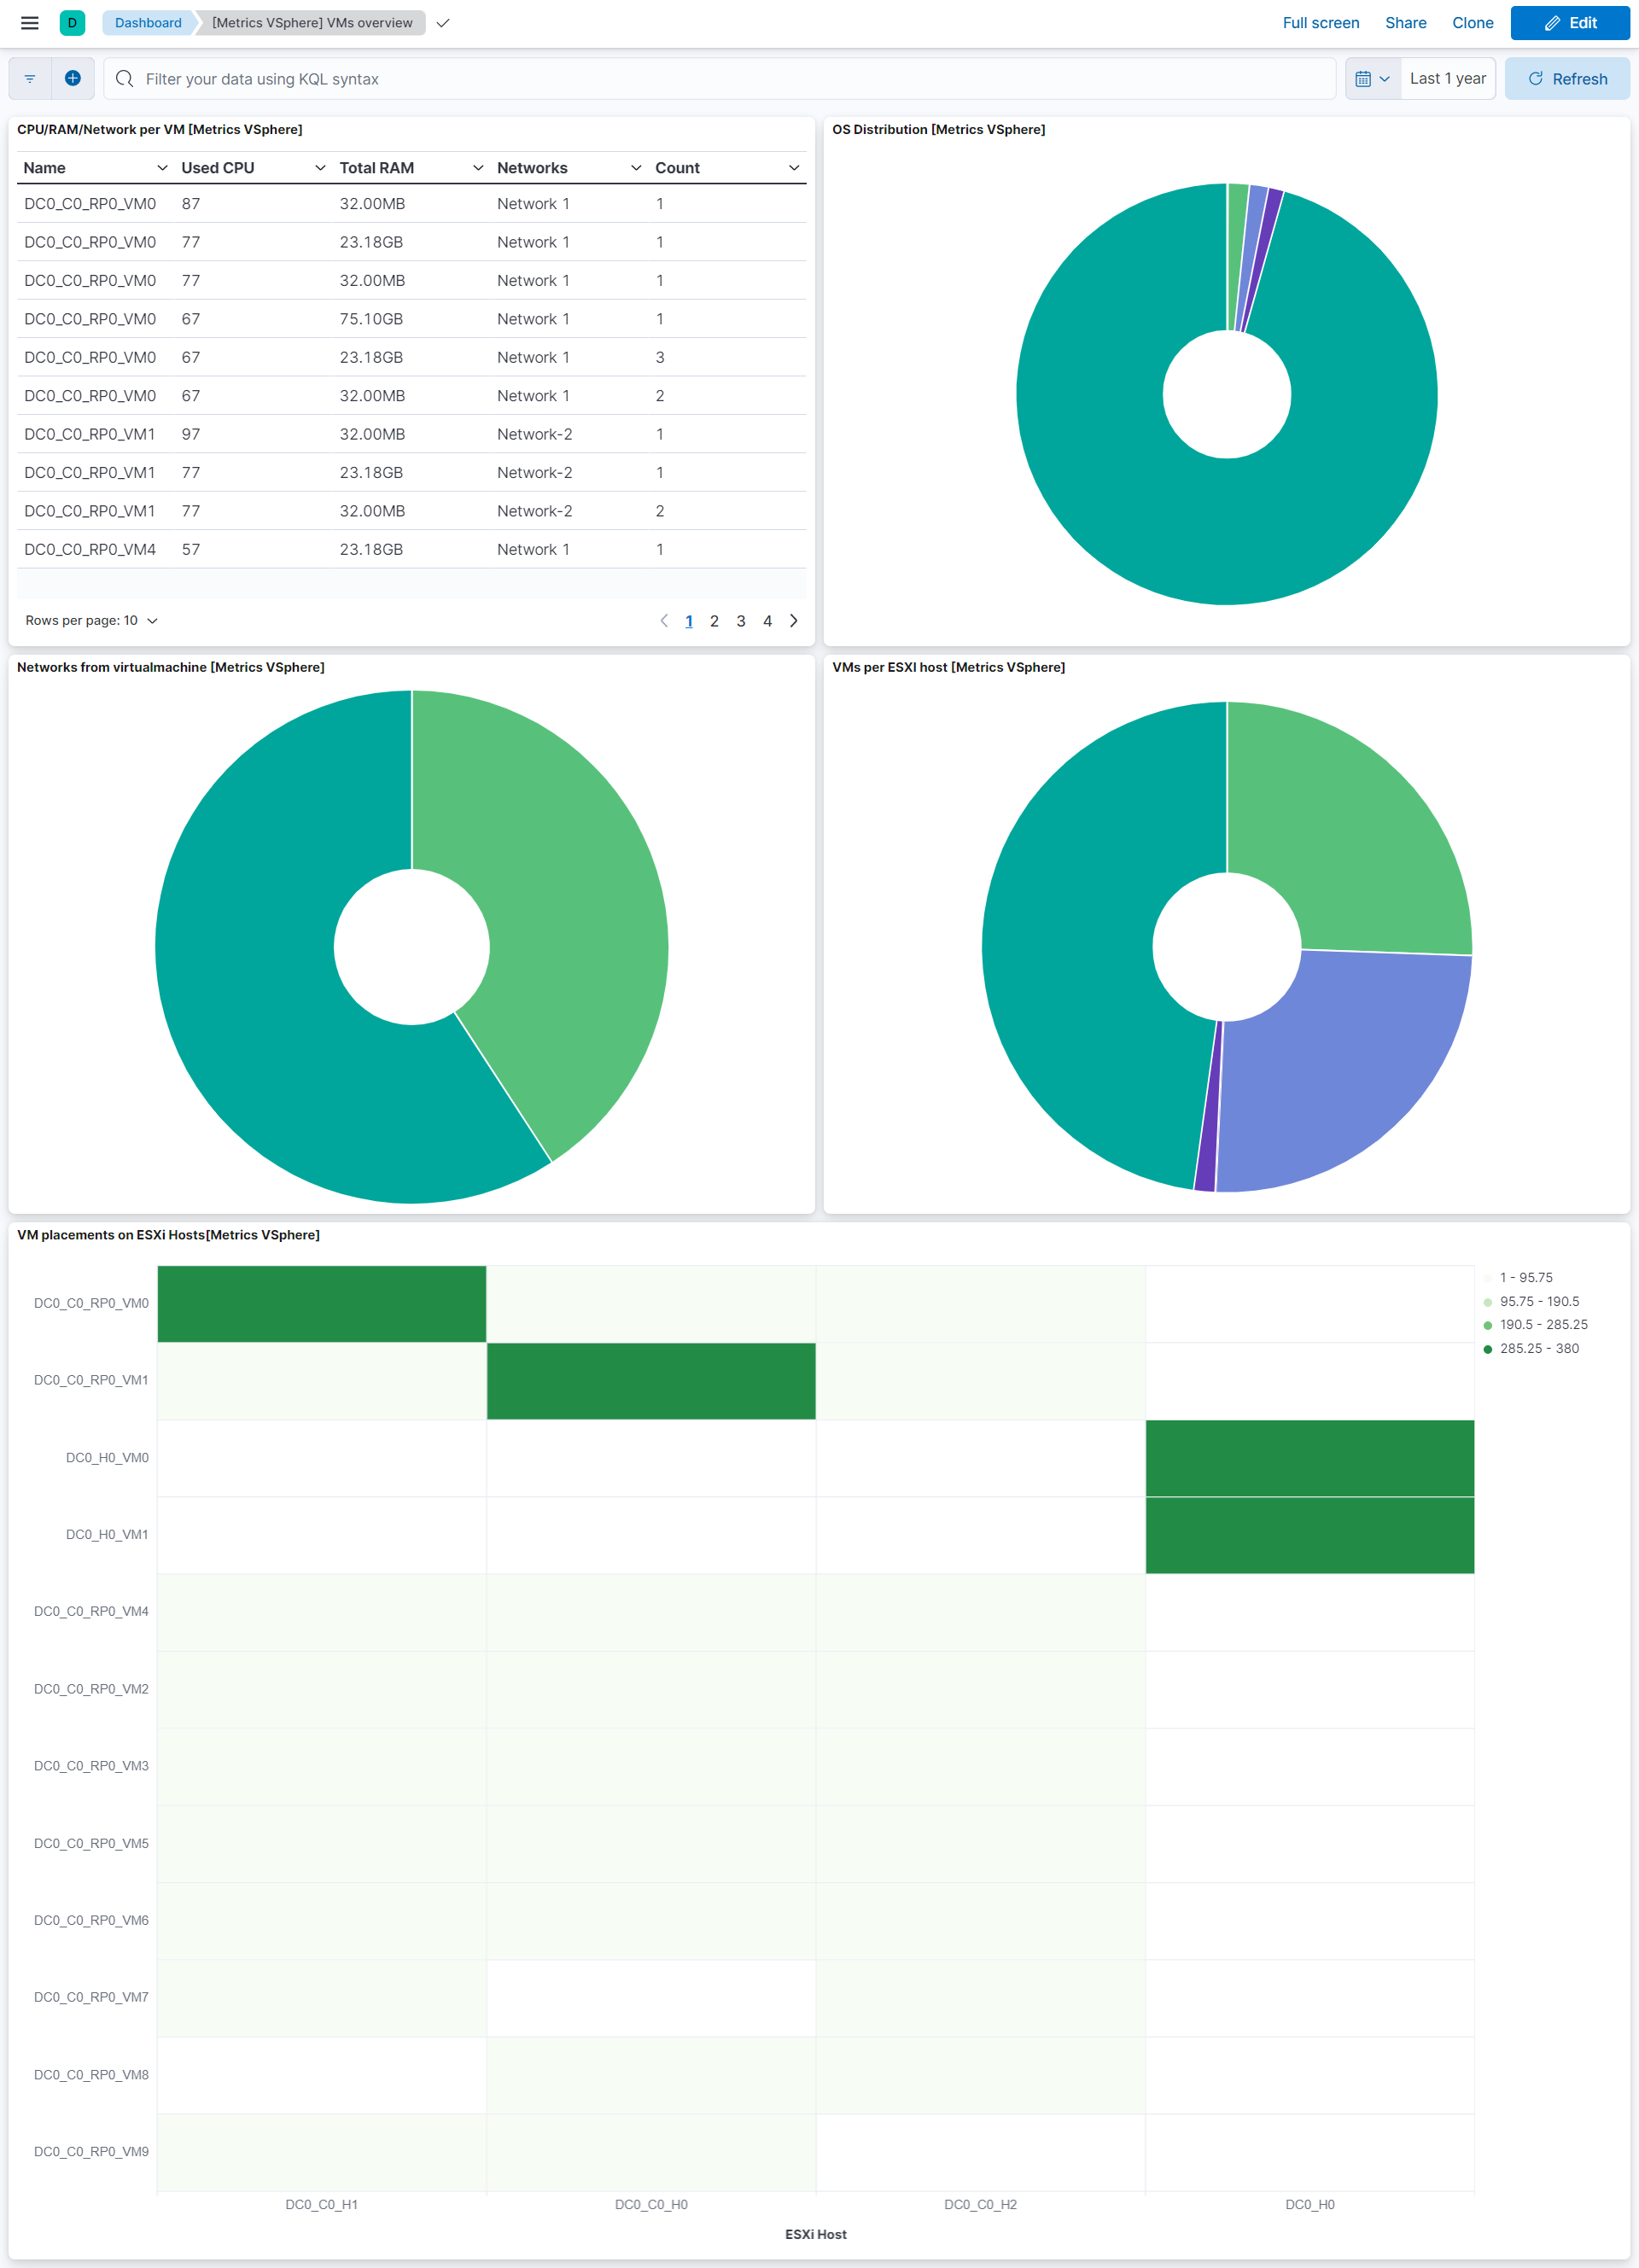 D Dashboard [Metrics VSphere] VMs overview Full screen Share Clone Edit
Filter your data using KQL syntax Last 1 year Refresh
CPU/RAM/Network per VM [Metrics VSphere]
Name Used CPU Total RAM Networks Count
DC0_C0_RP0_VM0 87 32.00MB Network 1 1
DC0_C0_RP0_VM0 77 23.18GB Network 1 1
DC0_C0_RP0_VM0 77 32.00MB Network 1 1
DC0_C0_RP0_VM0 67 75.10GB Network 1 1
DC0_C0_RP0_VM0 67 23.18GB Network 1 3
DC0_C0_RP0_VM0 67 32.00MB Network 1 2
DC0_C0_RP0_VM1 97 32.00MB Network-2 1
DC0_C0_RP0_VM1 77 23.18GB Network-2 1
DC0_C0_RP0_VM1 77 32.00MB Network-2 2
DC0_C0_RP0_VM4 57 23.18GB Network 1 1
Rows per page: 10 1 2 3 4
OS Distribution [Metrics VSphere]
Networks from virtualmachine [Metrics VSphere]
VMs per ESXI host [Metrics VSphere]
VM placements on ESXi Hosts[Metrics VSphere]
DC0_C0_RP0_VM0
DC0_C0_RP0_VM1
DC0_H0_VM0
DC0_H0_VM1
DC0_C0_RP0_VM4
DC0_C0_RP0_VM2
DC0_C0_RP0_VM3
DC0_C0_RP0_VM5
DC0_C0_RP0_VM6
DC0_C0_RP0_VM7
DC0_C0_RP0_VM8
DC0_C0_RP0_VM9
DC0_C0_H1 DC0_C0_H0 DC0_C0_H2 DC0_H0
ESXi Host
1 - 95.75
95.75 - 190.5
190.5 - 285.25
285.25 - 380